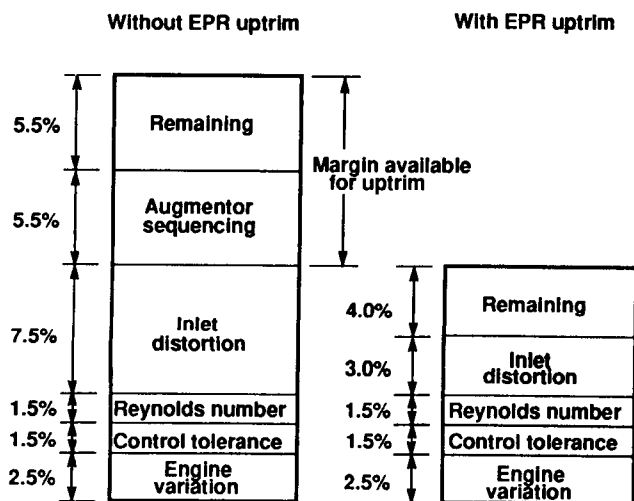 Without EPR uptrim
With EPR uptrim
5.5%
Remaining
Margin available
for uptrim
5.5%
Augmentor
sequencing
7.5%
Inlet
distortion
1.5%
Reynolds number
1.5%
Control tolerance
2.5%
Engine
variation
4.0%
Remaining
3.0%
Inlet
distortion
1.5%
Reynolds number
1.5%
Control tolerance
2.5%
Engine
variation